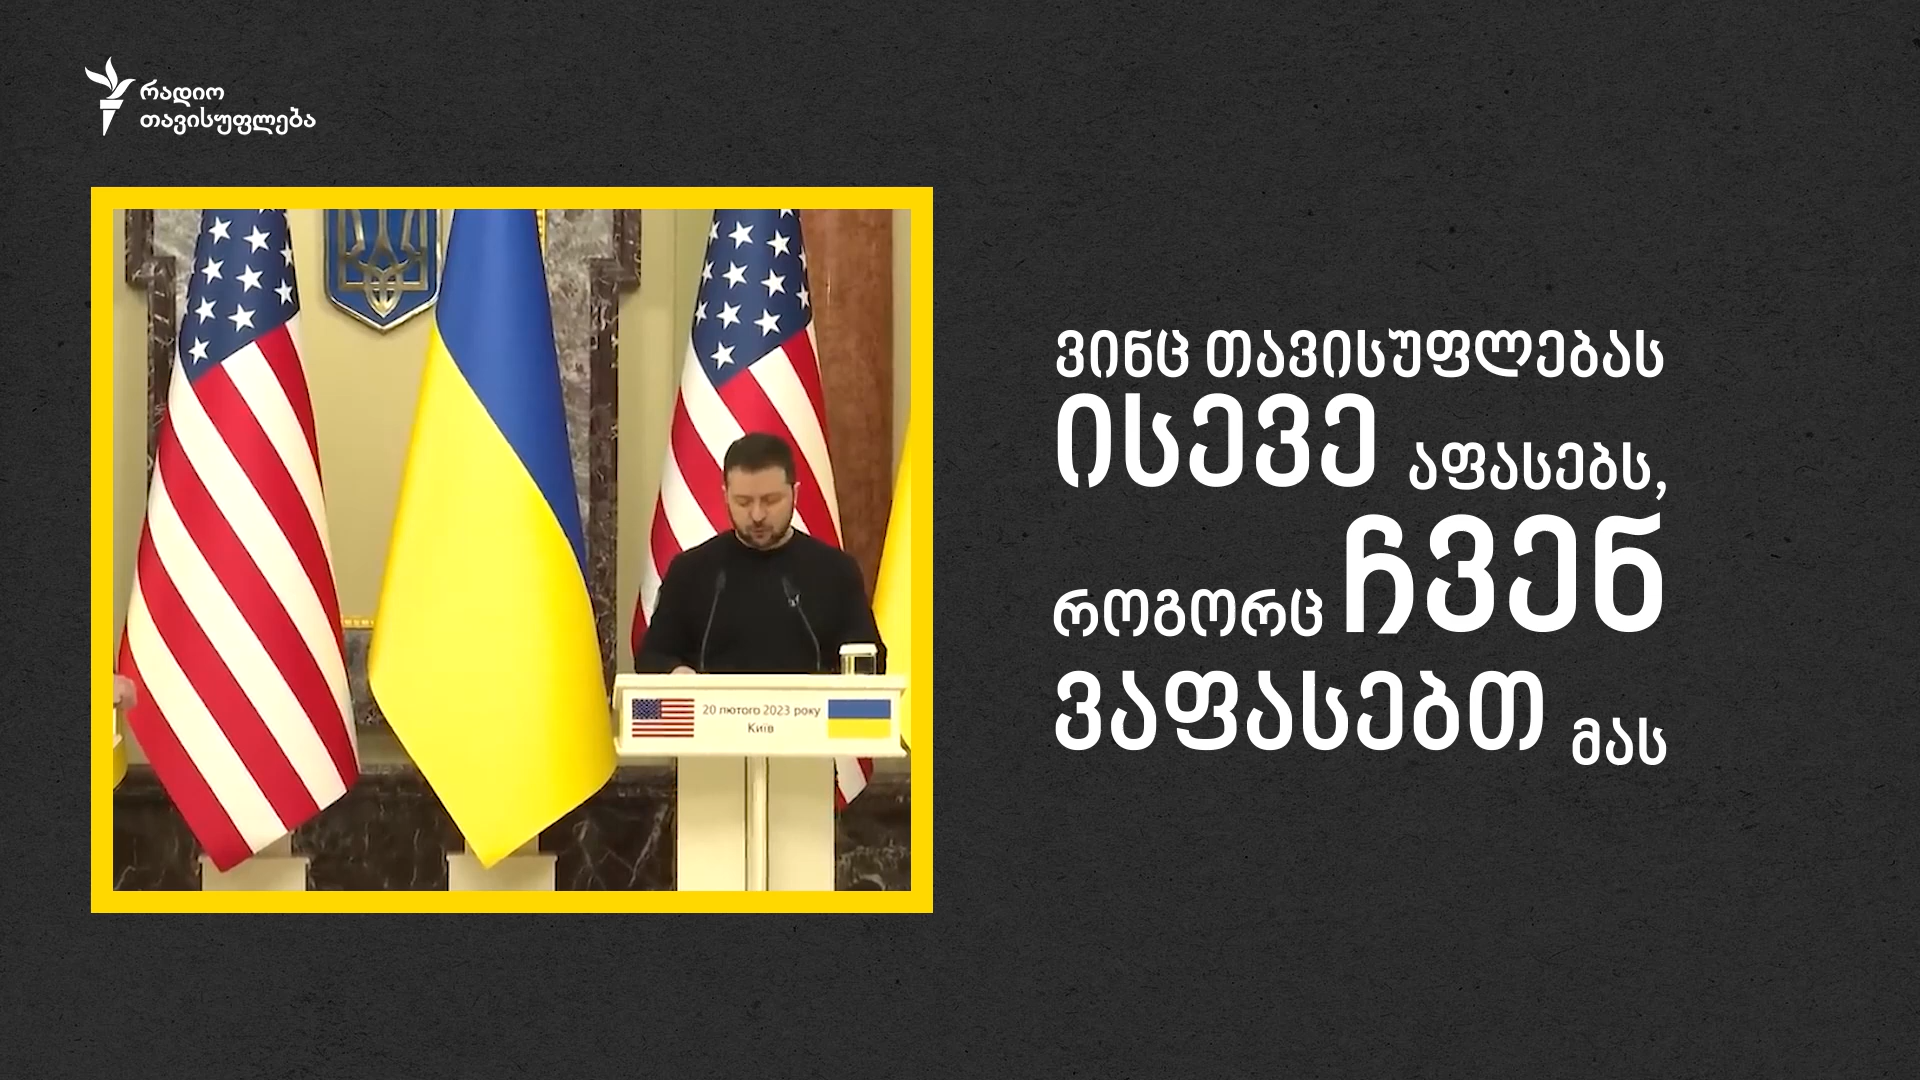 რადიო
თავისუფლება
ვინც თავისუფლებას
ისევე აფასებს,
როგორც ჩვენ
ვაფასებთ მას
20 лютого 2023 року
Київ